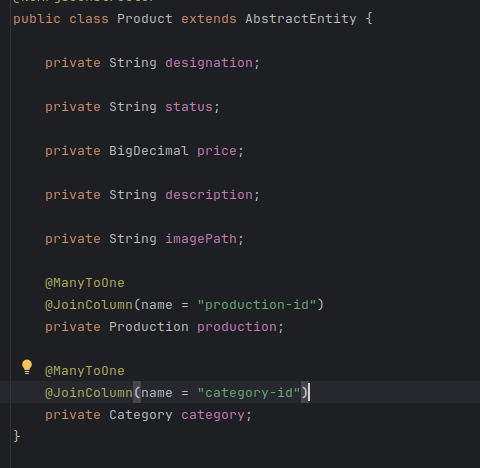 public class Product extends AbstractEntity {
private String designation;
private String status;
private BigDecimal price;
private String description;
private String imagePath;
@ManyToOne
@JoinColumn(name = "production-id")
private Production production;
@ManyToOne
@JoinColumn(name = "category-id")
private Category category;
}